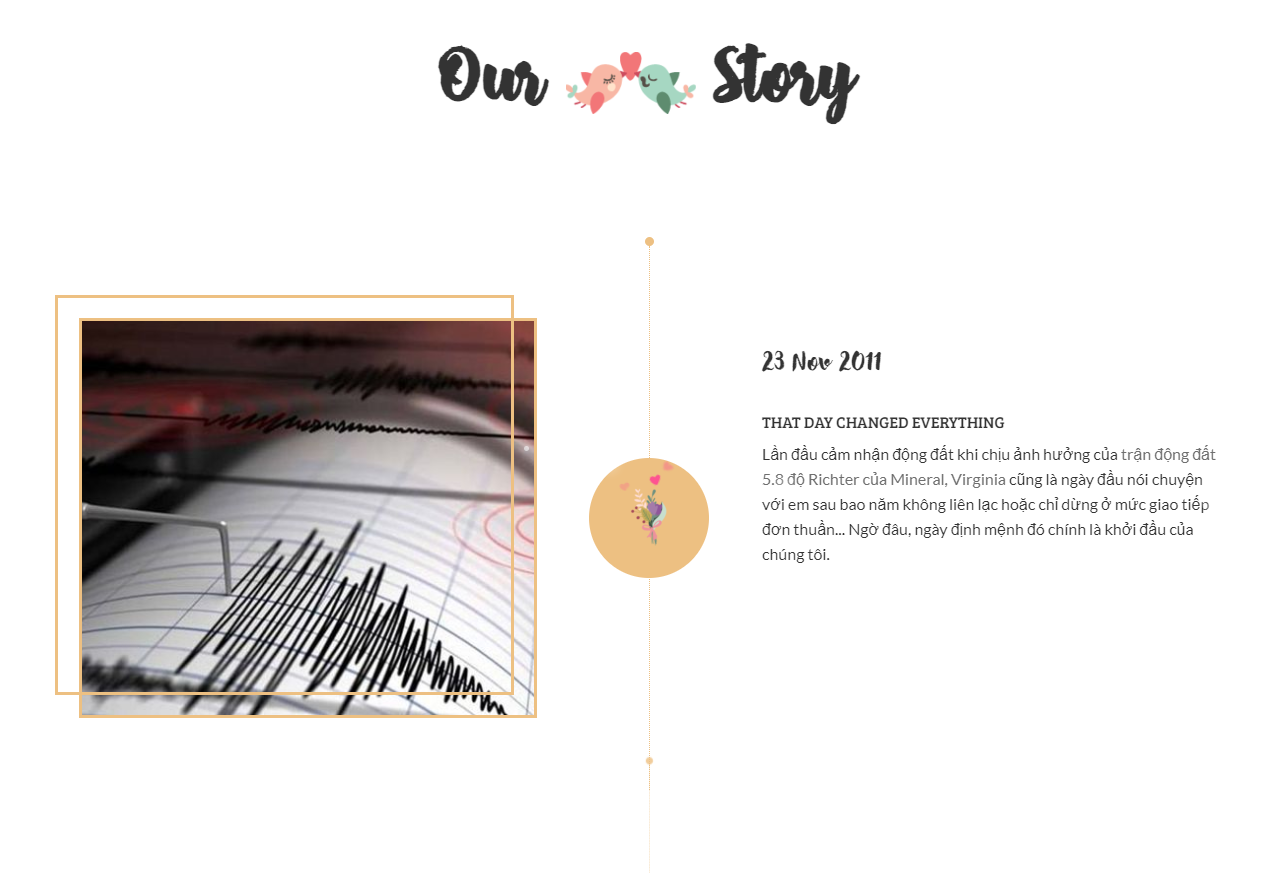 Our Story
23 Nov 2011
THAT DAY CHANGED EVERYTHING
Lần đầu cảm nhận động đất khi chịu ảnh hưởng của trận động đất
5.8 độ Richter của Mineral, Virginia cũng là ngày đầu nói chuyện
với em sau bao năm không liên lạc hoặc chỉ dừng ở mức giao tiếp
đơn thuần... Ngờ đâu, ngày định mệnh đó chính là khởi đầu của
chúng tôi.